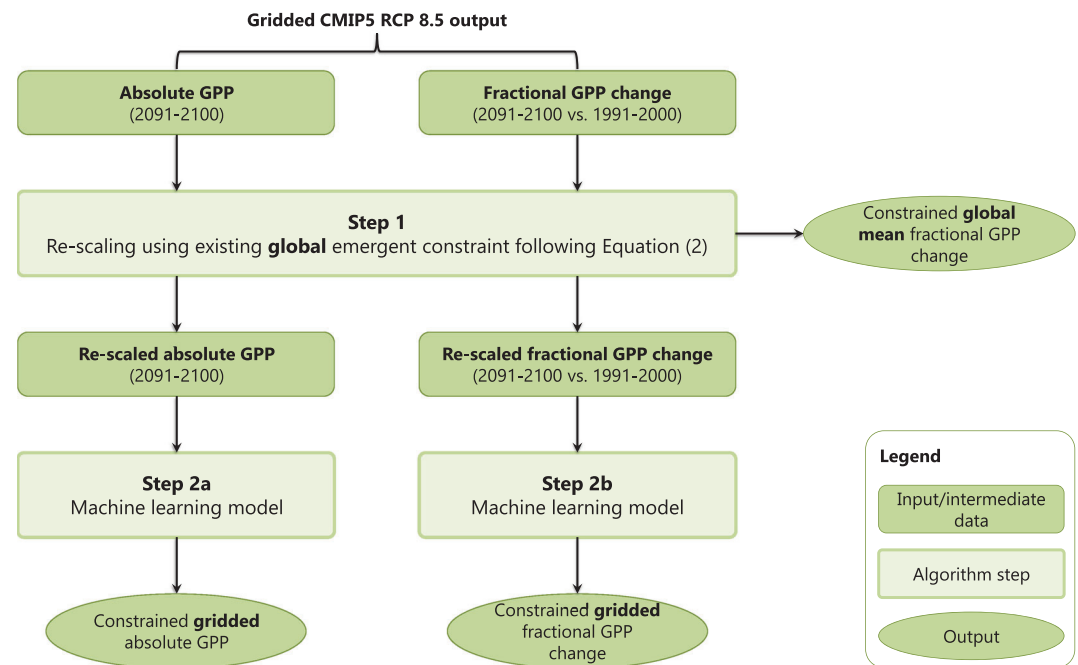 Gridded CMIP5 RCP 8.5 output
Absolute GPP
(2091-2100)
Fractional GPP change
(2091-2100 vs. 1991-2000)
Step 1
Re-scaling using existing global emergent constraint following Equation (2)
Constrained global
mean fractional GPP
change
Re-scaled absolute GPP
(2091-2100)
Re-scaled fractional GPP change
(2091-2100 vs. 1991-2000)
Step 2a
Machine learning model
Step 2b
Machine learning model
Constrained gridded
absolute GPP
Constrained gridded
fractional GPP
change
Legend
Input/intermediate
data
Algorithm step
Output